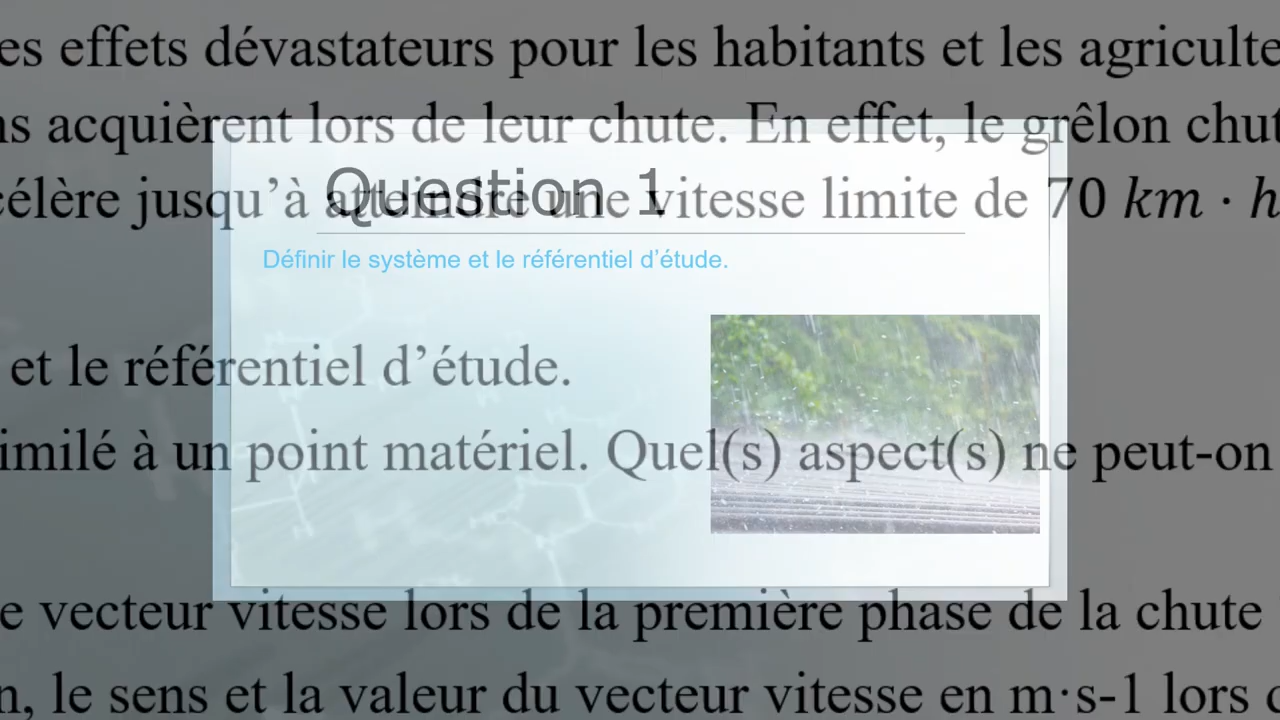 es effets dévastateurs pour les habitants et les agriculte
ns acquièrent lors de leur chute. En effet, le grêlon chut
célère jusqu’à atteindre une vitesse limite de 70 km · h
Question 1
Définir le système et le référentiel d’étude.
et le référentiel d’étude.
imilé à un point matériel. Quel(s) aspect(s) ne peut-on
e vecteur vitesse lors de la première phase de la chute
n, le sens et la valeur du vecteur vitesse en m·s-1 lors d